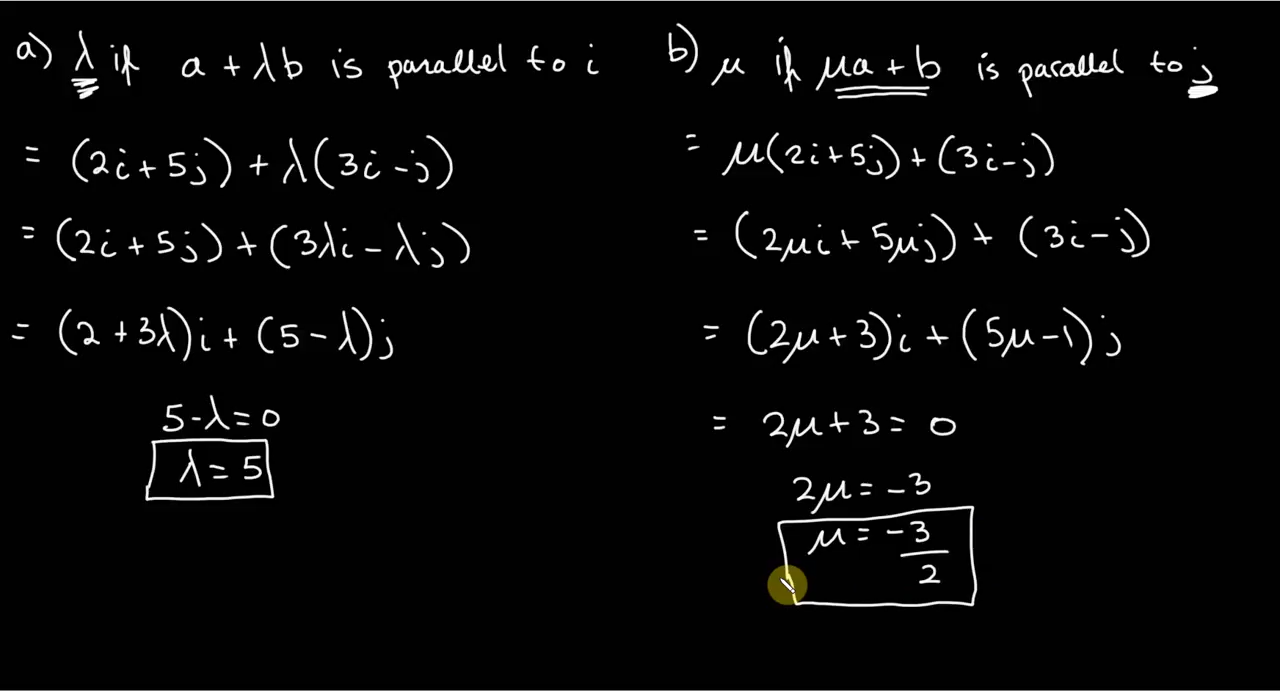 a) λ if a + λb is parallel to i
= (2i + 5j) + λ(3i - j)
= (2i + 5j) + (3λi - λj)
= (2 + 3λ)i + (5 - λ)j
5 - λ = 0
λ = 5
b) μ if μa + b is parallel to j
= μ(2i + 5j) + (3i - j)
= (2μi + 5μj) + (3i - j)
= (2μ + 3)i + (5μ - 1)j
= 2μ + 3 = 0
2μ = -3
μ = -3/2